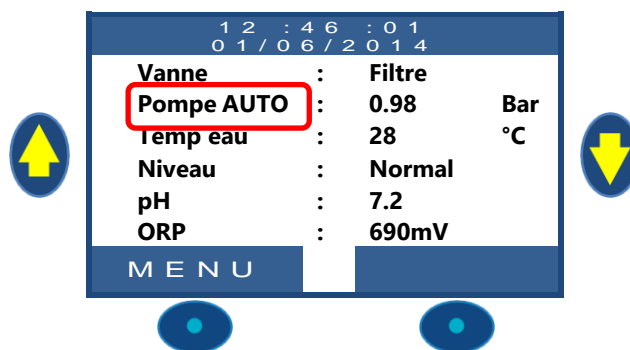 12 :46 :01
01/06/2014
Vanne : Filtre
Pompe AUTO : 0.98 Bar
Temp eau : 28 °C
Niveau : Normal
pH : 7.2
ORP : 690mV
MENU